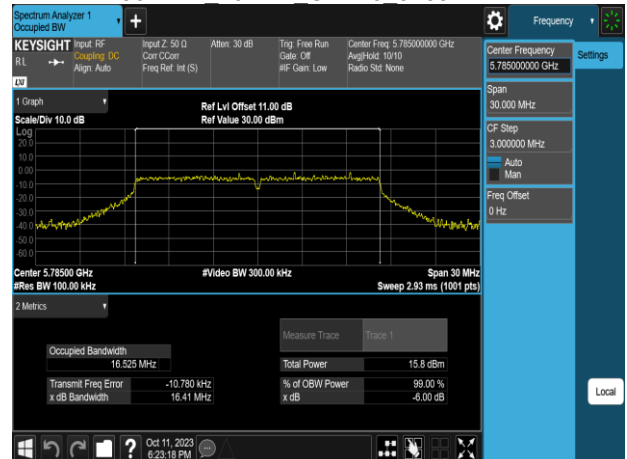 Spectrum Analyzer 1
Occupied BW
Frequency
KEYSIGHT
Input: RF
Coupling: DC
Align: Auto
Input Z: 50 Ω
Corr CCorr
Freq Ref: Int (S)
Atten: 30 dB
Trig: Free Run
Gate: Off
#IF Gain: Low
Center Freq: 5.785000000 GHz
Avg|Hold: 10/10
Radio Std: None
R L
LXI
Center Frequency
5.785000000 GHz
Settings
Span
30.000 MHz
CF Step
3.000000 MHz
Auto
Man
Freq Offset
0 Hz
1 Graph
Scale/Div 10.0 dB
Ref Lvl Offset 11.00 dB
Ref Value 30.00 dBm
Log
20.0
10.0
0.00
-10.0
-20.0
-30.0
-40.0
-50.0
-60.0
Center 5.78500 GHz
#Video BW 300.00 kHz
Span 30 MHz
#Res BW 100.00 kHz
Sweep 2.93 ms (1001 pts)
2 Metrics
Measure Trace
Trace 1
Occupied Bandwidth
16.525 MHz
Total Power
15.8 dBm
Transmit Freq Error
-10.780 kHz
% of OBW Power
99.00 %
x dB Bandwidth
16.41 MHz
x dB
-6.00 dB
Local
Oct 11, 2023
6:23:18 PM